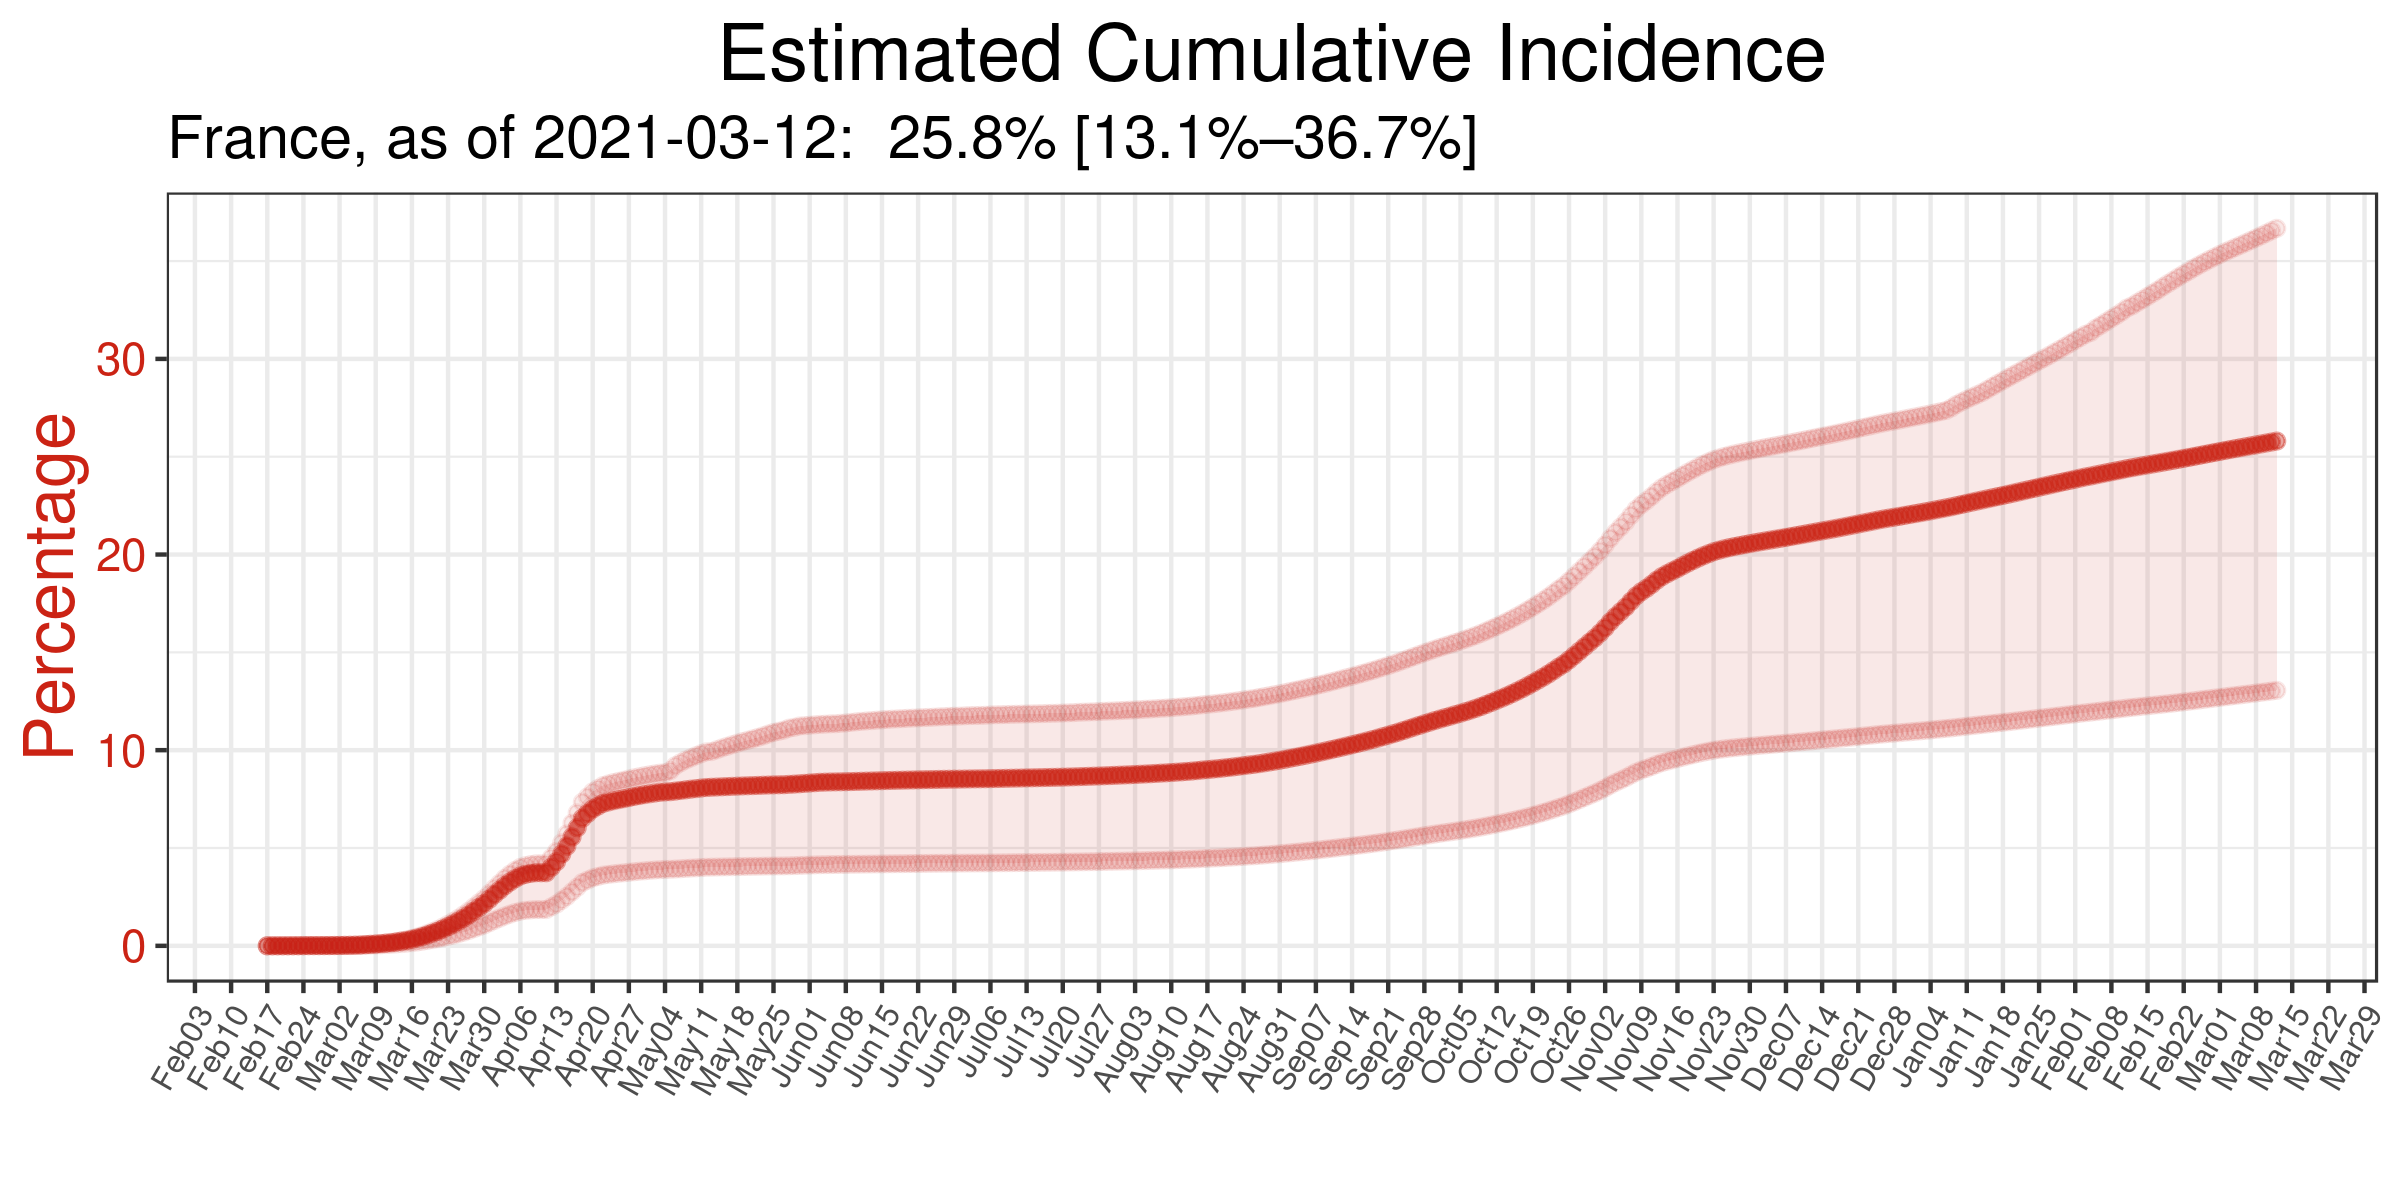 Estimated Cumulative Incidence
France, as of 2021-03-12: 25.8% [13.1%–36.7%]
Percentage
30
20
10
0
Feb03 Feb10 Feb17 Feb24 Mar02 Mar09 Mar16 Mar23 Mar30 Apr06 Apr13 Apr20 Apr27 May04 May11 May18 May25 Jun01 Jun08 Jun15 Jun22 Jun29 Jul06 Jul13 Jul20 Jul27 Aug03 Aug10 Aug17 Aug24 Aug31 Sep07 Sep14 Sep21 Sep28 Oct05 Oct12 Oct19 Oct26 Nov02 Nov09 Nov16 Nov23 Nov30 Dec07 Dec14 Dec21 Dec28 Jan04 Jan11 Jan18 Jan25 Feb01 Feb08 Feb15 Feb22 Mar01 Mar08 Mar15 Mar22 Mar29